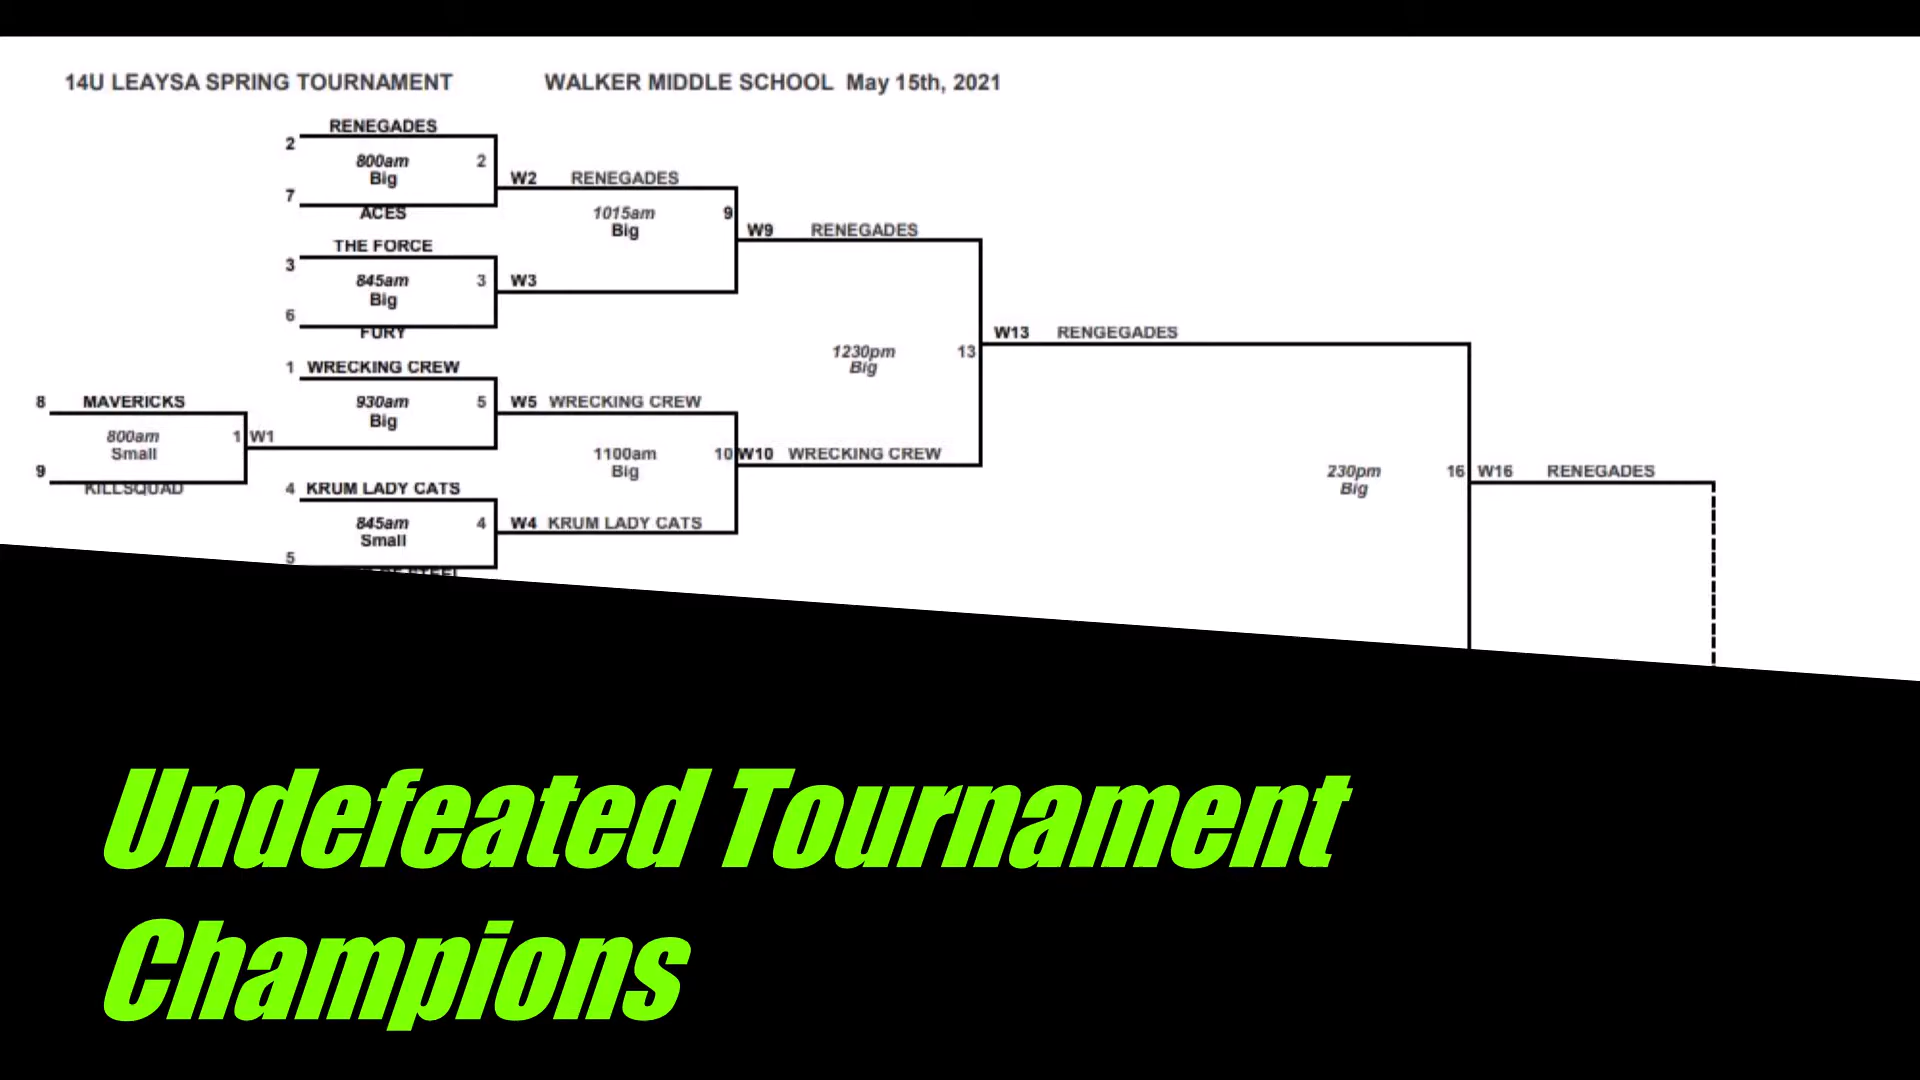 14U LEAYSA SPRING TOURNAMENT WALKER MIDDLE SCHOOL May 15th, 2021
RENEGADES
2
800am 2
Big
W2 RENEGADES
7
ACES
1015am 9
Big
W9 RENEGADES
THE FORCE
3
845am 3
Big
W3
6
FURY
W13 RENGEGADES
1230pm 13
Big
1 WRECKING CREW
8 MAVERICKS
930am 5
Big
W5 WRECKING CREW
800am 1 W1
Small
1100am 10 W10 WRECKING CREW
Big
9
KILLSQUAD
230pm 16 W16 RENEGADES
Big
4 KRUM LADY CATS
845am 4
Small
W4 KRUM LADY CATS
5
Undefeated Tournament
Champions